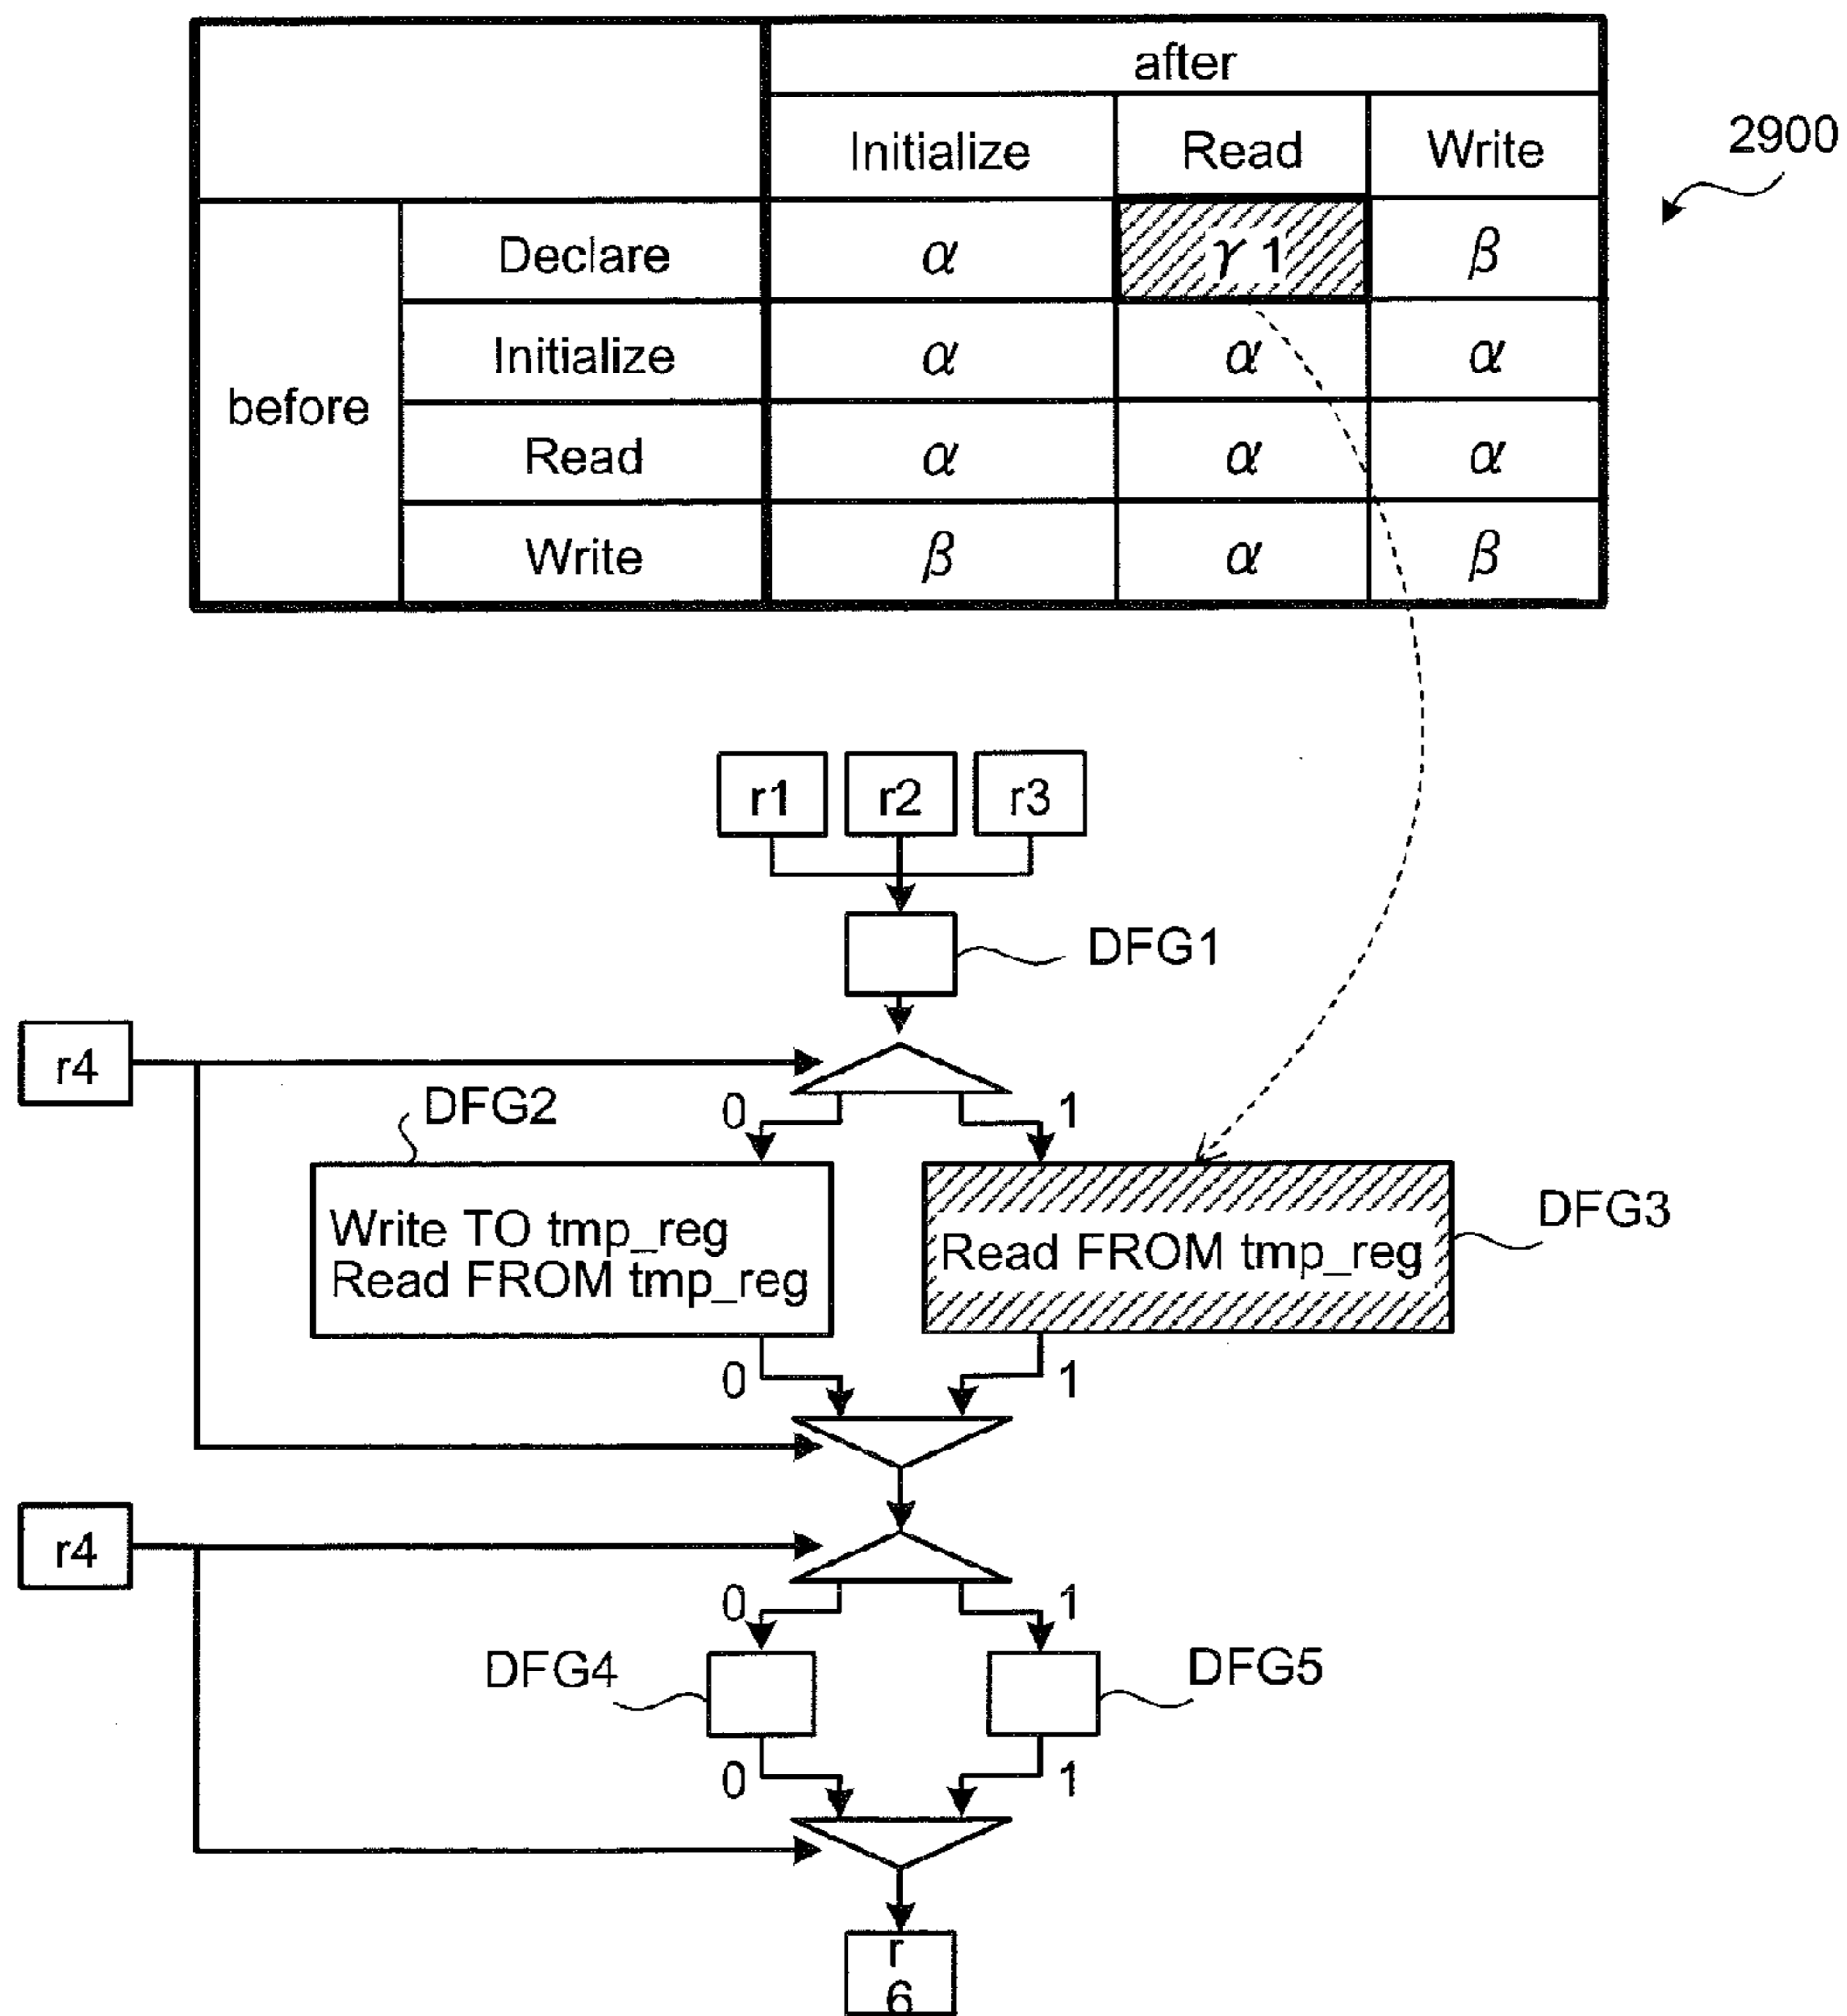 after
Initialize Read Write
2900
before
Declare α γ 1 β
Initialize α α α
Read α α α
Write β α β
r1 r2 r3
DFG1
r4
0 1
DFG2
Write TO tmp_reg
Read FROM tmp_reg
Read FROM tmp_reg
DFG3
0 1
r4
0 1
DFG4
DFG5
0 1
r
6